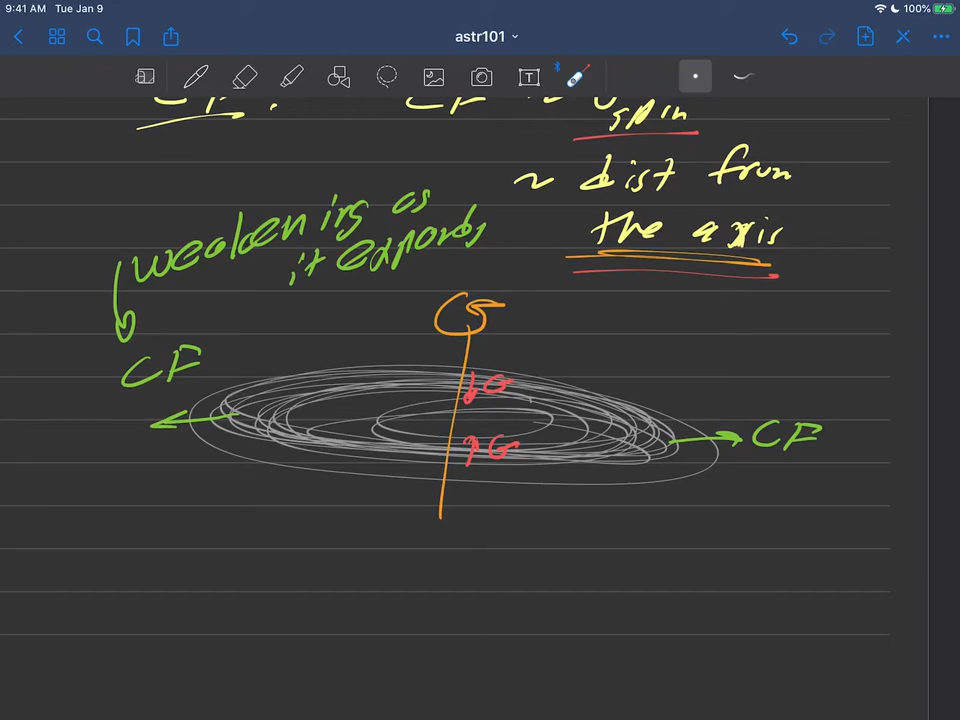 9:41 AM Tue Jan 9
100%
astr101
T
spin
~ dist from
the axis
weakening as
it expands
CF
G
G
CF